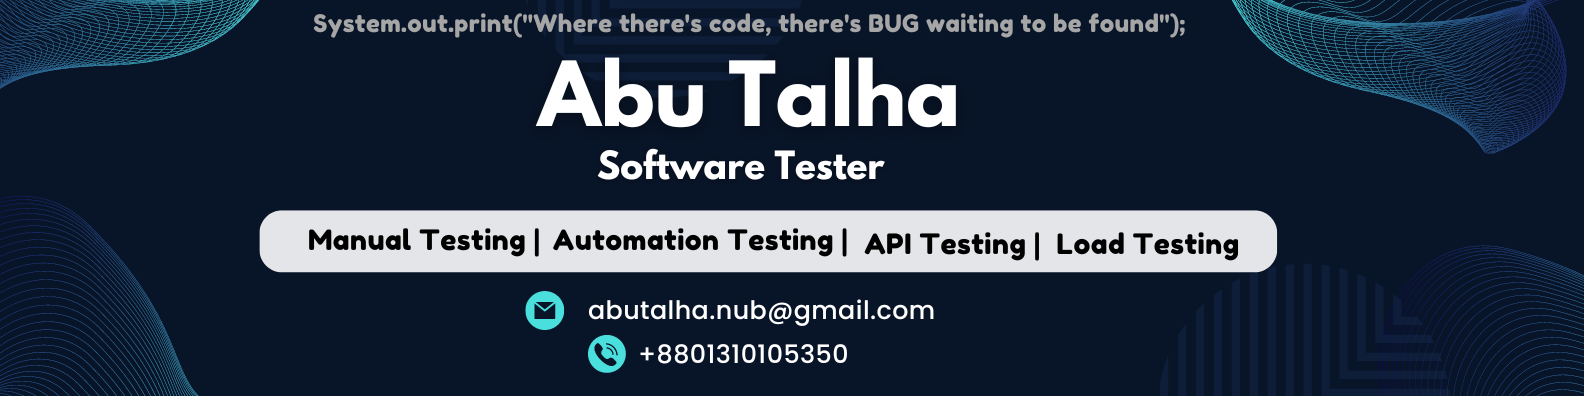 System.out.print("Where there's code, there's BUG waiting to be found");
Abu Talha
Software Tester
Manual Testing | Automation Testing | API Testing | Load Testing
abutalha.nub@gmail.com
+8801310105350